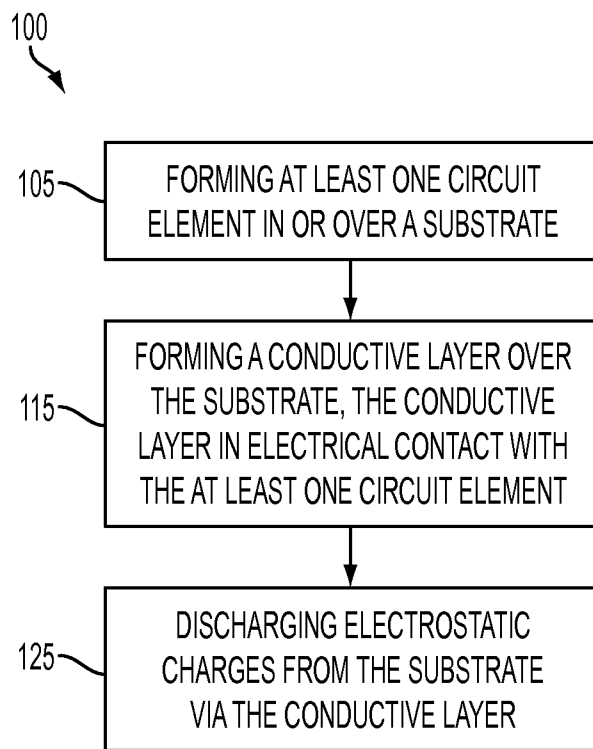 100
105
FORMING AT LEAST ONE CIRCUIT
ELEMENT IN OR OVER A SUBSTRATE
115
FORMING A CONDUCTIVE LAYER OVER
THE SUBSTRATE, THE CONDUCTIVE
LAYER IN ELECTRICAL CONTACT WITH
THE AT LEAST ONE CIRCUIT ELEMENT
125
DISCHARGING ELECTROSTATIC
CHARGES FROM THE SUBSTRATE
VIA THE CONDUCTIVE LAYER